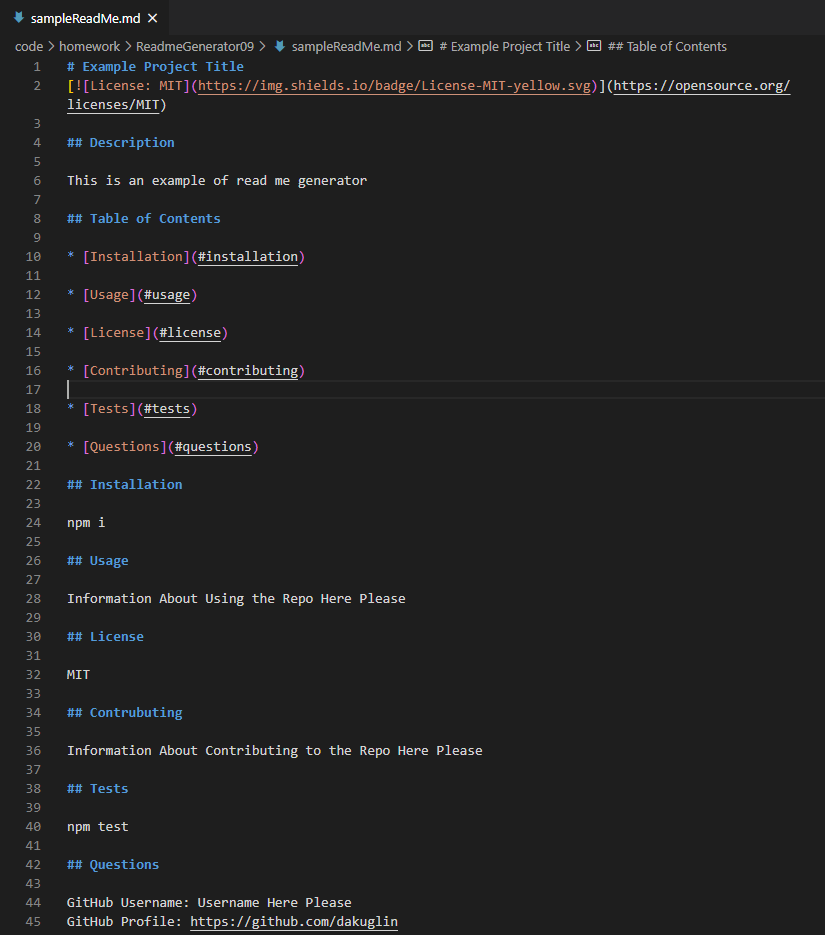 sampleReadMe.md
code > homework > ReadmeGenerator09 > sampleReadMe.md > # Example Project Title > ## Table of Contents
1 # Example Project Title
2 [![License: MIT](https://img.shields.io/badge/License-MIT-yellow.svg)](https://opensource.org/
licenses/MIT)
3
4 ## Description
5
6 This is an example of read me generator
7
8 ## Table of Contents
9
10 * [Installation](#installation)
11
12 * [Usage](#usage)
13
14 * [License](#license)
15
16 * [Contributing](#contributing)
17
18 * [Tests](#tests)
19
20 * [Questions](#questions)
21
22 ## Installation
23
24 npm i
25
26 ## Usage
27
28 Information About Using the Repo Here Please
29
30 ## License
31
32 MIT
33
34 ## Contrubuting
35
36 Information About Contributing to the Repo Here Please
37
38 ## Tests
39
40 npm test
41
42 ## Questions
43
44 GitHub Username: Username Here Please
45 GitHub Profile: https://github.com/dakuglin